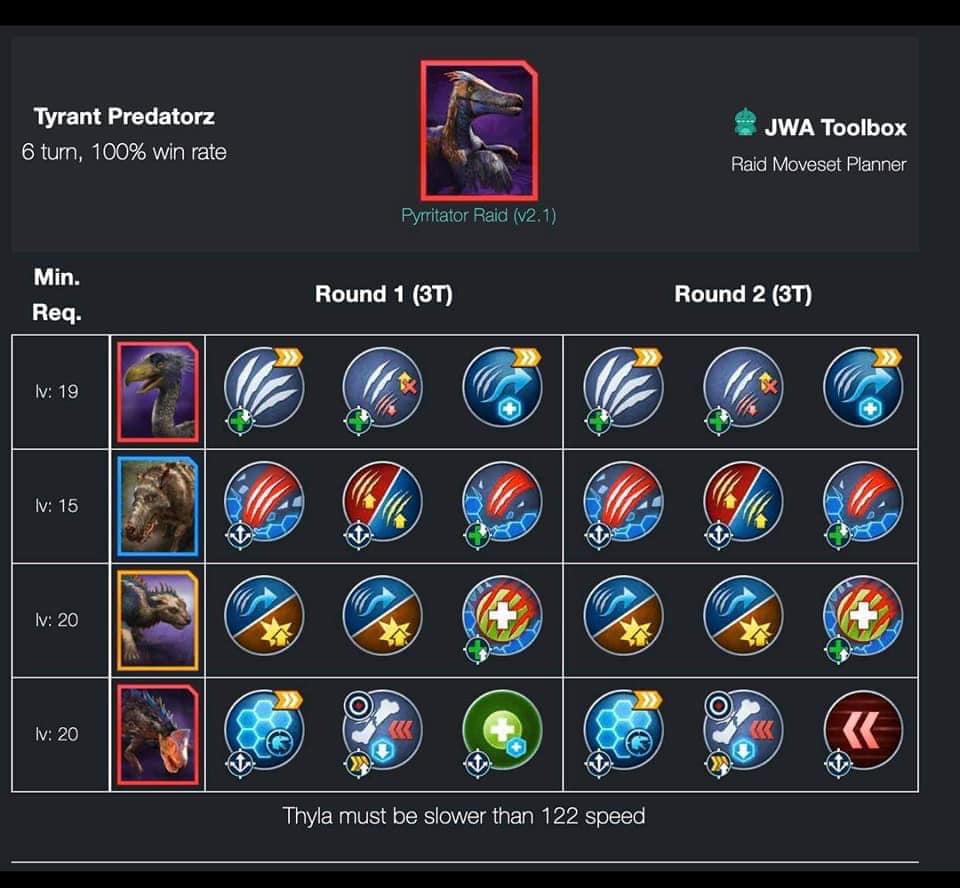 Tyrant Predatorz
6 turn, 100% win rate
JWA Toolbox
Raid Moveset Planner
Pyrritator Raid (v2.1)
Min.
Req.
Round 1 (3T)
Round 2 (3T)
lv: 19
lv: 15
lv: 20
lv: 20
Thyla must be slower than 122 speed